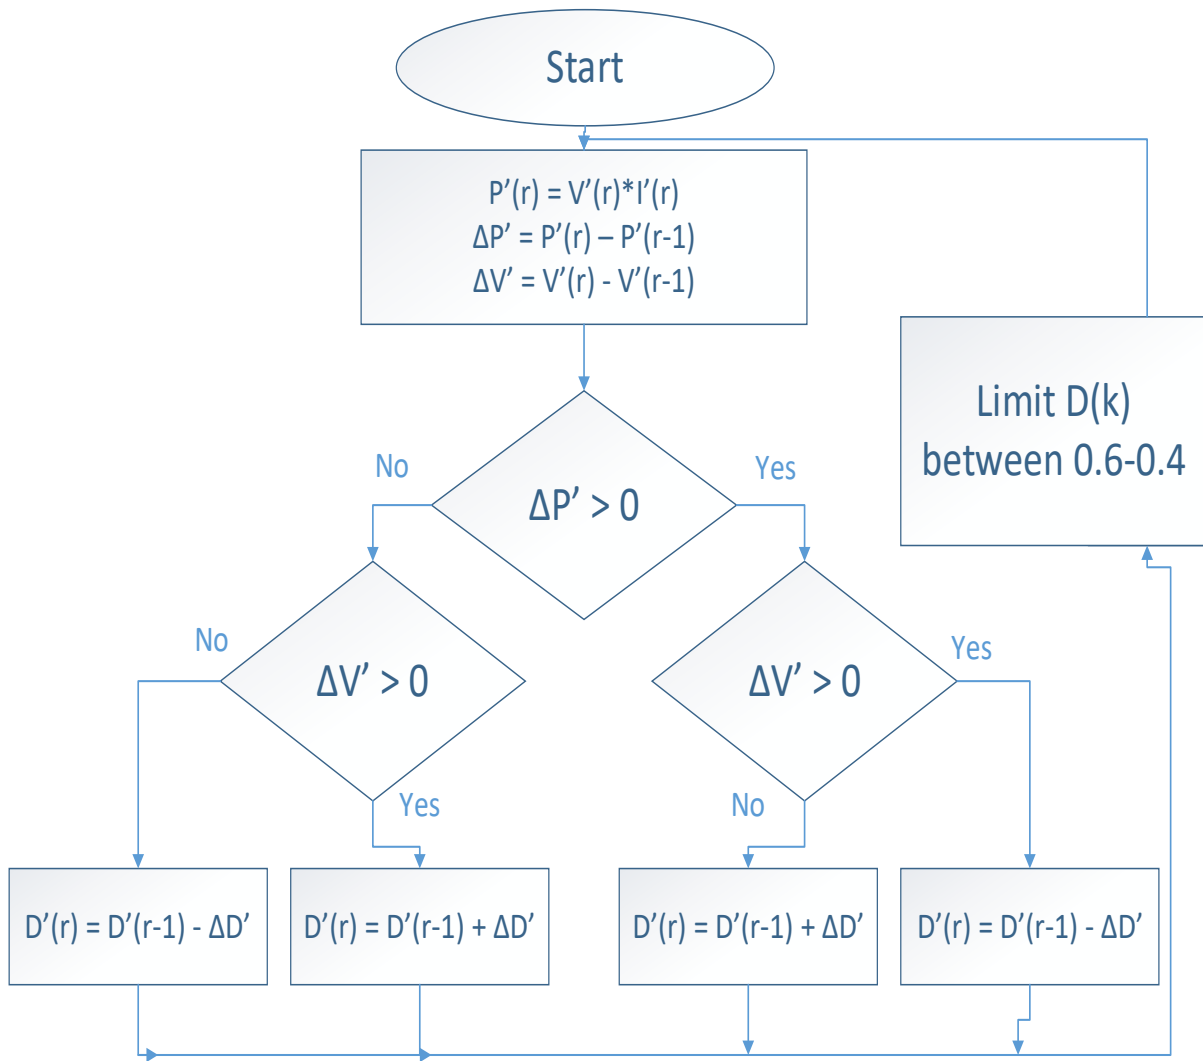 Start
P’(r) = V’(r)*I’(r)
ΔP’ = P’(r) – P’(r-1)
ΔV’ = V’(r) - V’(r-1)
Limit D(k)
between 0.6-0.4
No
Yes
ΔP’ > 0
No
Yes
ΔV’ > 0
ΔV’ > 0
Yes
No
D’(r) = D’(r-1) - ΔD’
D’(r) = D’(r-1) + ΔD’
D’(r) = D’(r-1) + ΔD’
D’(r) = D’(r-1) - ΔD’